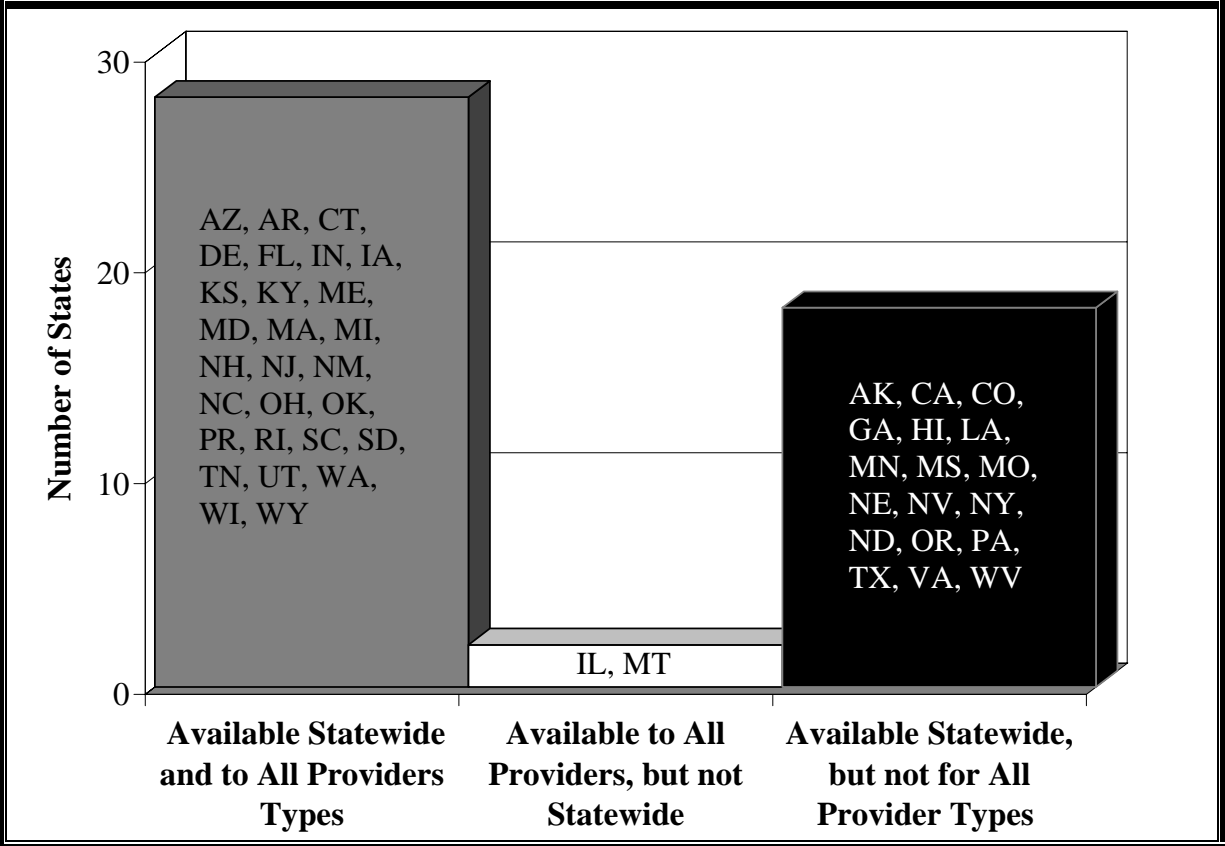 30
20
10
0
Number of States
AZ, AR, CT,
DE, FL, IN, IA,
KS, KY, ME,
MD, MA, MI,
NH, NJ, NM,
NC, OH, OK,
PR, RI, SC, SD,
TN, UT, WA,
WI, WY
IL, MT
AK, CA, CO,
GA, HI, LA,
MN, MS, MO,
NE, NV, NY,
ND, OR, PA,
TX, VA, WV
Available Statewide
and to All Providers
Types
Available to All
Providers, but not
Statewide
Available Statewide,
but not for All
Provider Types